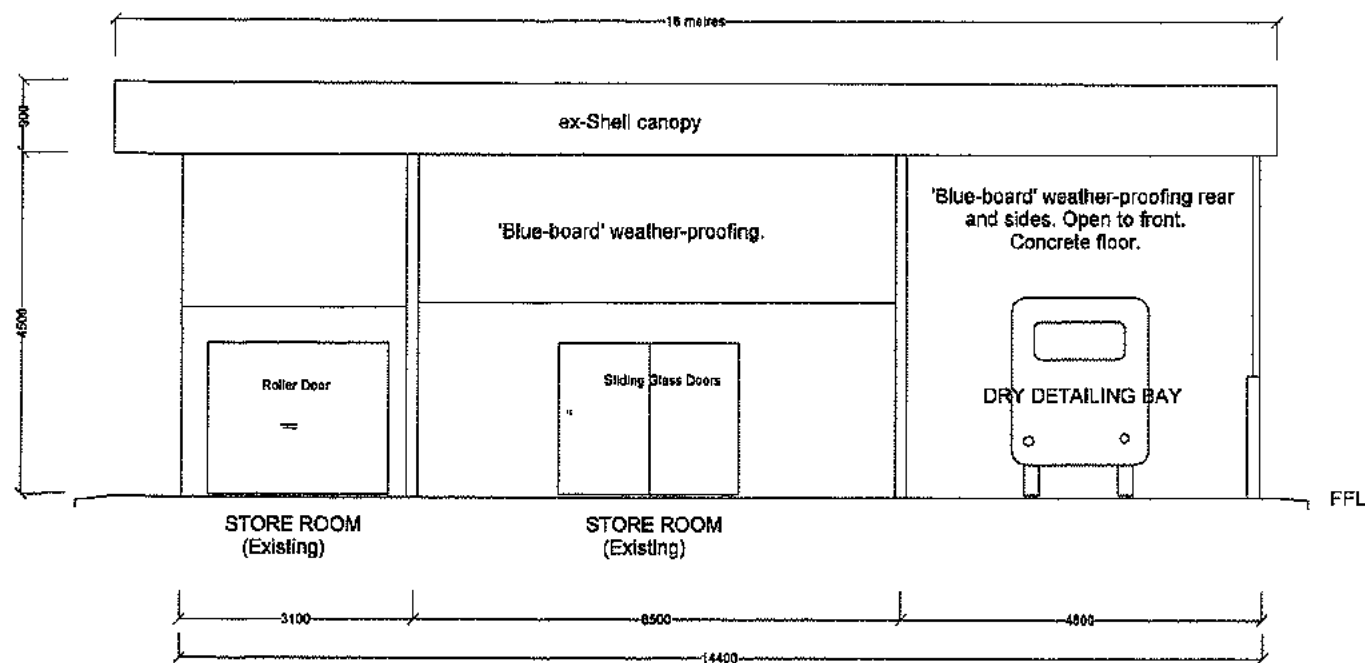 16 metres
900
ex-Shell canopy
'Blue-board' weather-proofing rear
and sides. Open to front.
Concrete floor.
'Blue-board' weather-proofing.
4500
Roller Door
Sliding Glass Doors
DRY DETAILING BAY
FFL
STORE ROOM
(Existing)
STORE ROOM
(Existing)
3100
6500
4800
14400